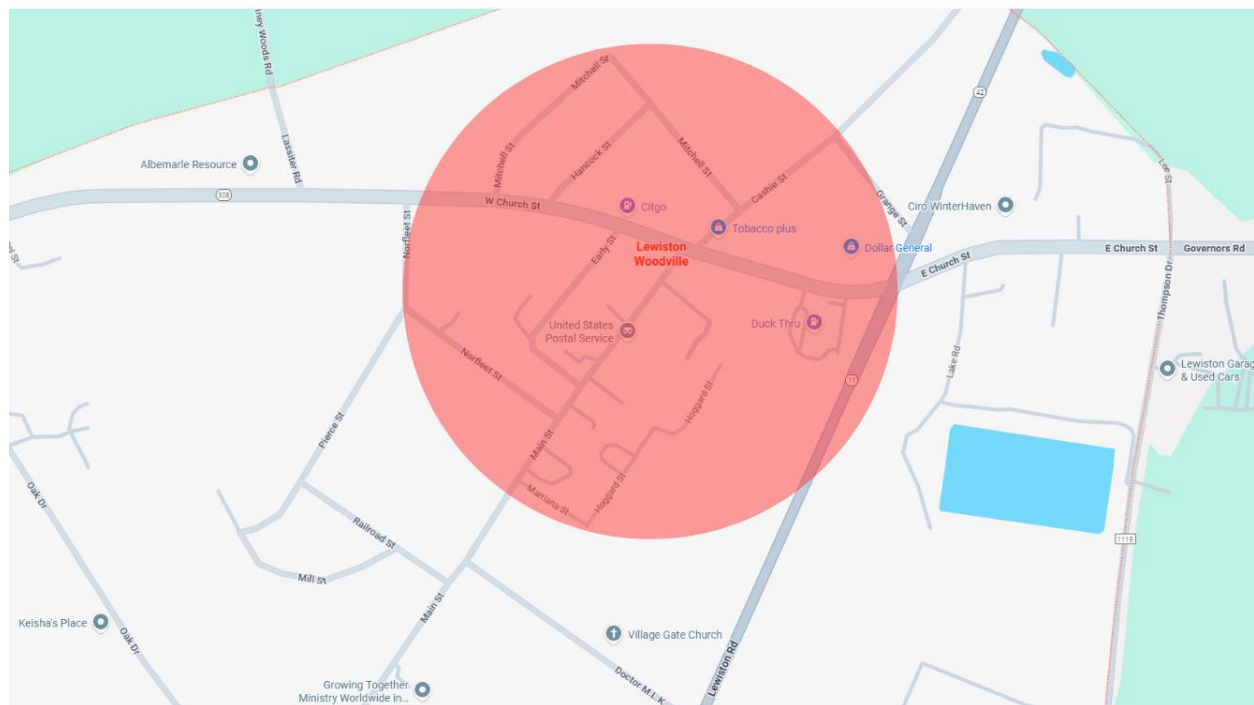 ney Woods Rd
Lassiter Rd
Albemarle Resource
308
W Church St
Mitchell St
Mitchell St
Hancock St
Mitchell St
Cashie St
Grange St
42
Lee St
Citgo
Tobacco plus
Dollar General
Ciro WinterHaven
E Church St
E Church St
Governors Rd
Thompson Dr
Norfleet St
Early St
Lewiston
Woodville
United States
Postal Service
Duck Thru
Norfleet St
Hoggard St
11
Lake Rd
Lewiston Garag
& Used Cars
el St
Pierce St
Main St
Marriana St
Hoggard St
Oak Dr
Railroad St
Mill St
1119
Keisha's Place
Oak Dr
Main St
Village Gate Church
Growing Together
Ministry Worldwide in...
Doctor M.L.K
Lewiston Rd